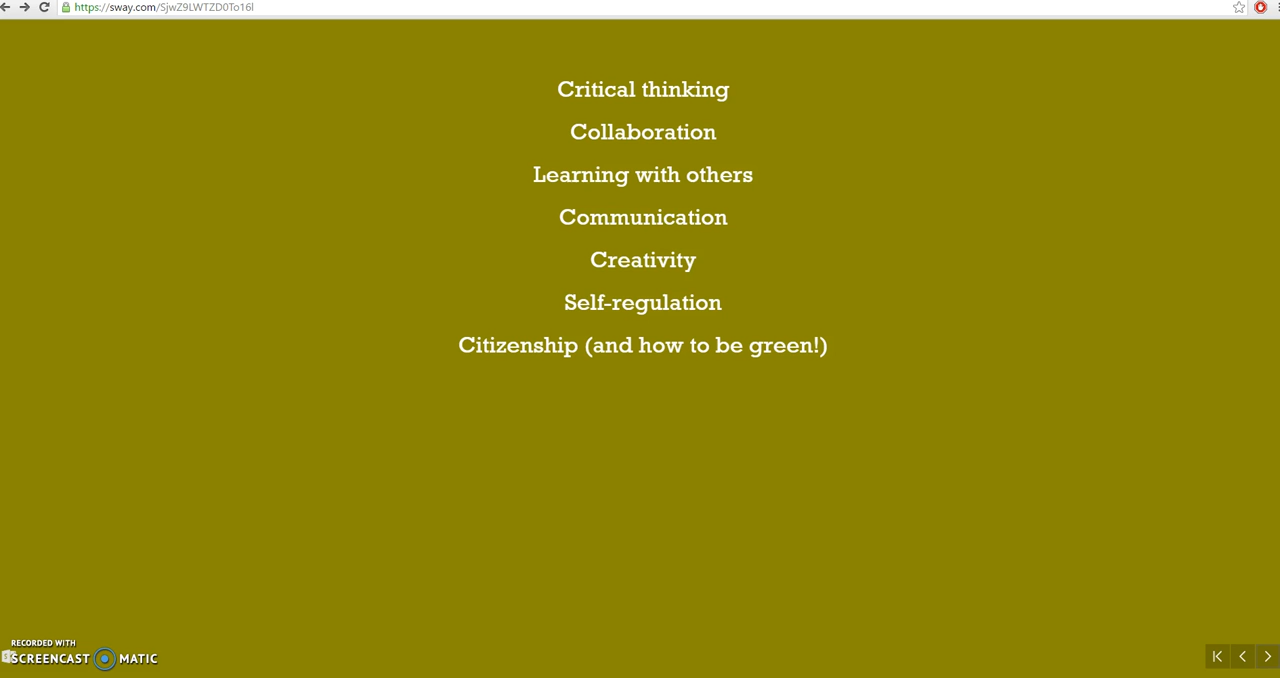 https://sway.com/SjwZ9LWTZD0To16l
Critical thinking
Collaboration
Learning with others
Communication
Creativity
Self-regulation
Citizenship (and how to be green!)
RECORDED WITH
SCREENCAST MATIC